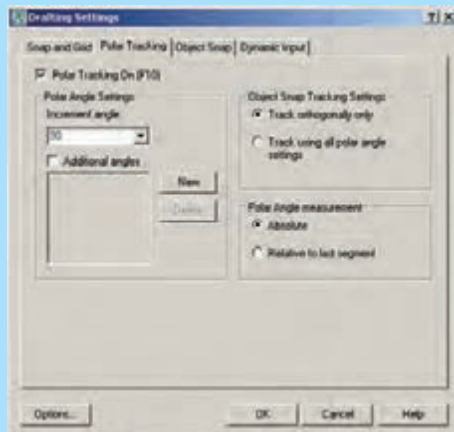 Drafting Settings
Snap and Grid Polar Tracking Object Snap Dynamic Input
Polar Tracking On (F10)
Polar Angle Settings
Increment angle
Additional angles
New
Delete
Object Snap Tracking Settings
Track orthogonally only
Track using all polar angle
settings
Polar Angle measurement
Absolute
Relative to last segment
Options...
OK Cancel Help